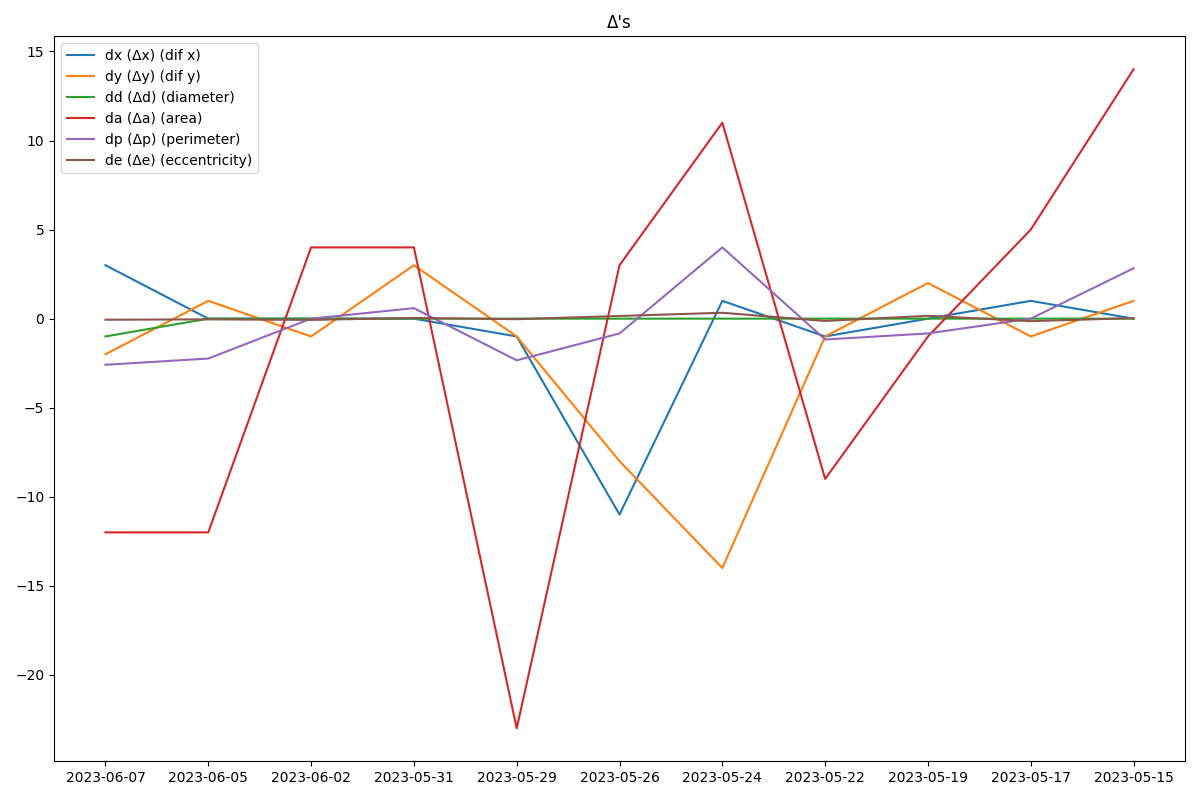 Δ's
dx (Δx) (dif x)
dy (Δy) (dif y)
dd (Δd) (diameter)
da (Δa) (area)
dp (Δp) (perimeter)
de (Δe) (eccentricity)
15
10
5
0
−5
−10
−15
−20
2023-06-07 2023-06-05 2023-06-02 2023-05-31 2023-05-29 2023-05-26 2023-05-24 2023-05-22 2023-05-19 2023-05-17 2023-05-15